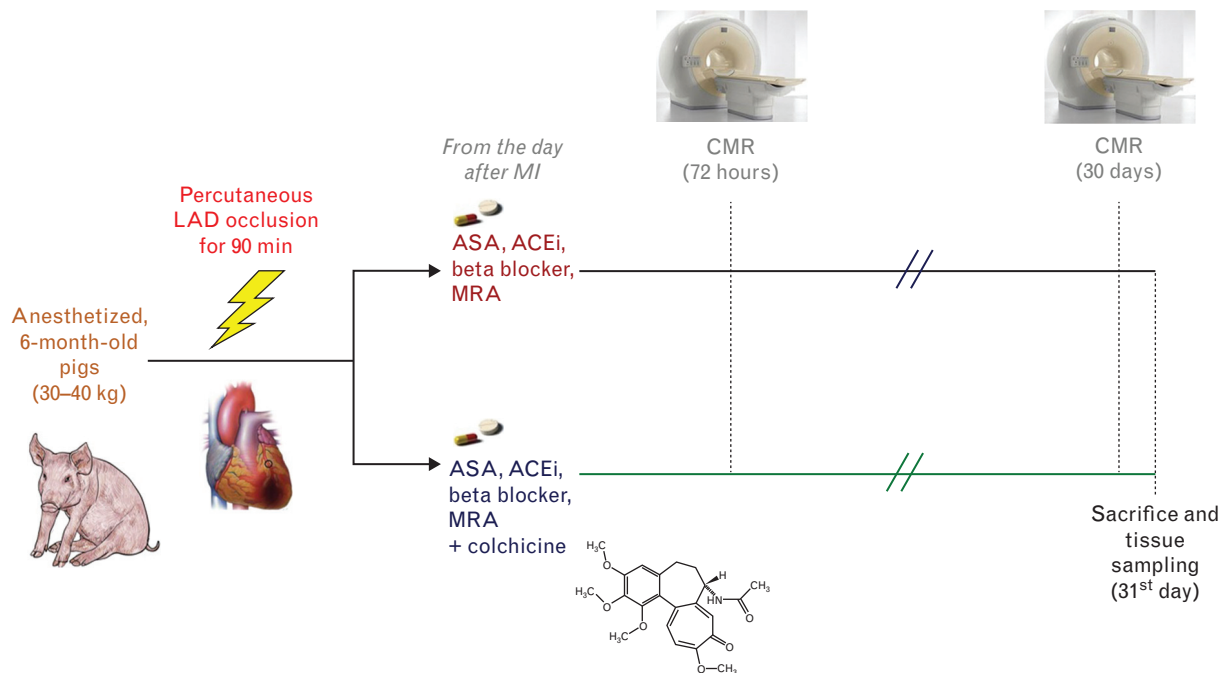 Anesthetized,
6-month-old
pigs
(30–40 kg)
Percutaneous
LAD occlusion
for 90 min
From the day
after MI
ASA, ACEi,
beta blocker,
MRA
ASA, ACEi,
beta blocker,
MRA
+ colchicine
H₃C
O
H₃C
O
O
H₃C
H
HN
CH₃
O
O
O
CH₃
CMR
(72 hours)
CMR
(30 days)
Sacrifice and
tissue
sampling
(31st day)